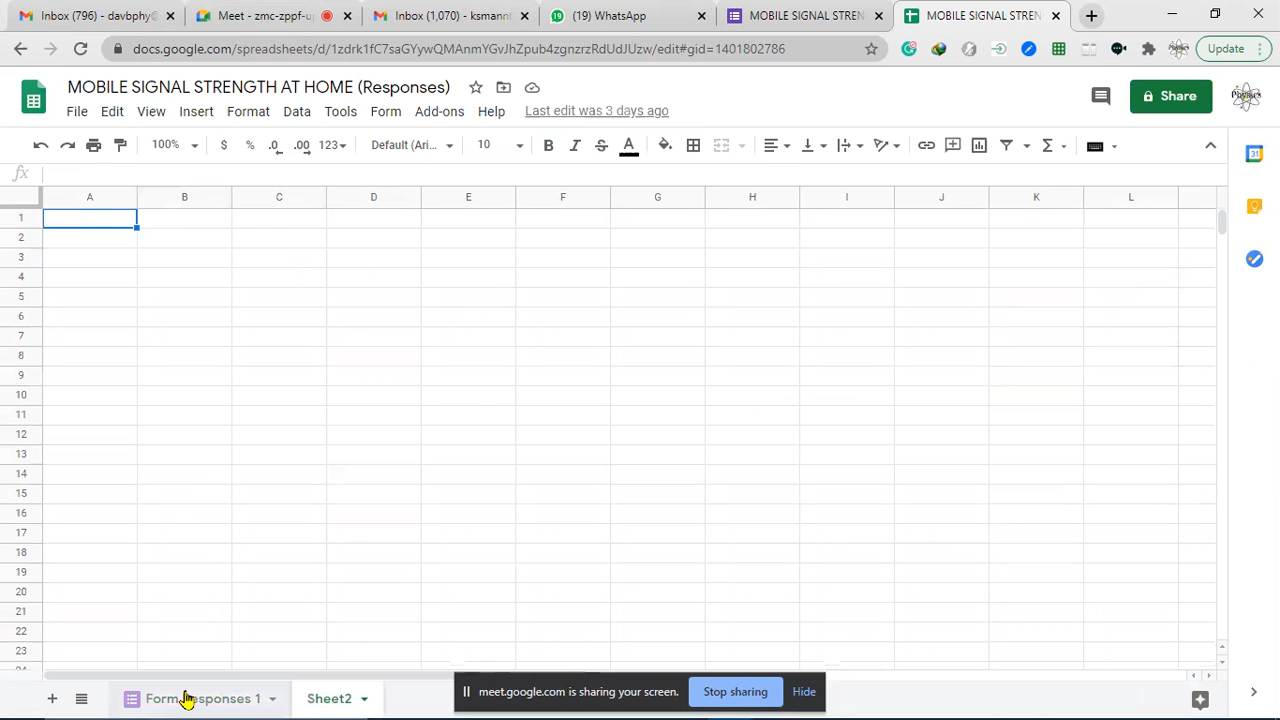 Inbox (796) - davbphy
Meet - zmc-zppf-u
Inbox (1,070) - ksmannt
(19) WhatsApp
MOBILE SIGNAL STREN
MOBILE SIGNAL STREN
docs.google.com/spreadsheets/d/1zdrk1fC7saGYywQMAnmYGvJhZpub4zgnzrzRdUdJUzw/edit#gid=1401802786
Update
MOBILE SIGNAL STRENGTH AT HOME (Responses)
File Edit View Insert Format Data Tools Form Add-ons Help Last edit was 3 days ago
Share
100% $ % .0 .00 123 Default (Ari... 10 B I S A
fx
A B C D E F G H I J K L
1
2
3
4
5
6
7
8
9
10
11
12
13
14
15
16
17
18
19
20
21
22
23
Form Responses 1 Sheet2
meet.google.com is sharing your screen. Stop sharing Hide